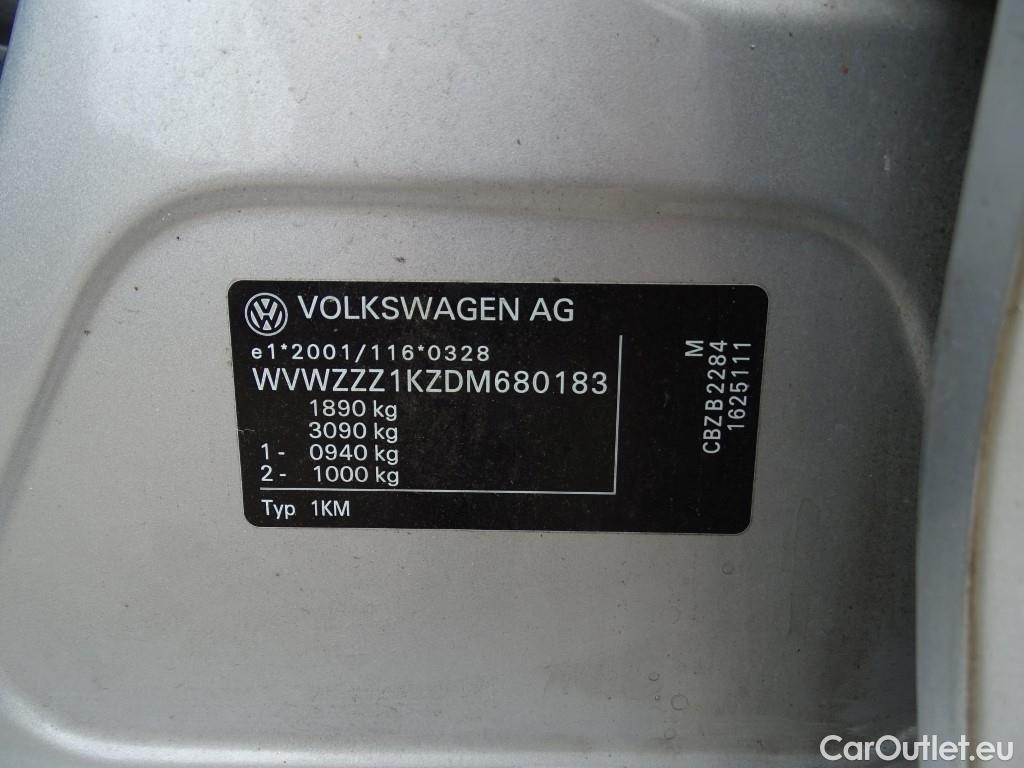 VOLKSWAGEN AG
e1*2001/116*0328
WVWZZZ1KZDM680183
1890 kg
3090 kg
1 - 0940 kg
2 - 1000 kg
Typ 1KM
M
CBZ B 2284
1625111
CarOutlet.eu